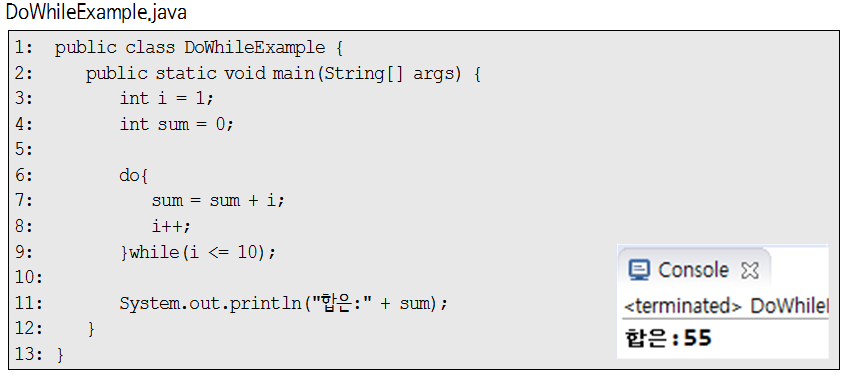 DoWhileExample.java
1: public class DoWhileExample {
2: public static void main(String[] args) {
3: int i = 1;
4: int sum = 0;
5:
6: do{
7: sum = sum + i;
8: i++;
9: }while(i <= 10);
10:
11: System.out.println("합은:" + sum);
12: }
13: }
Console
<terminated> DoWhile
합은:55